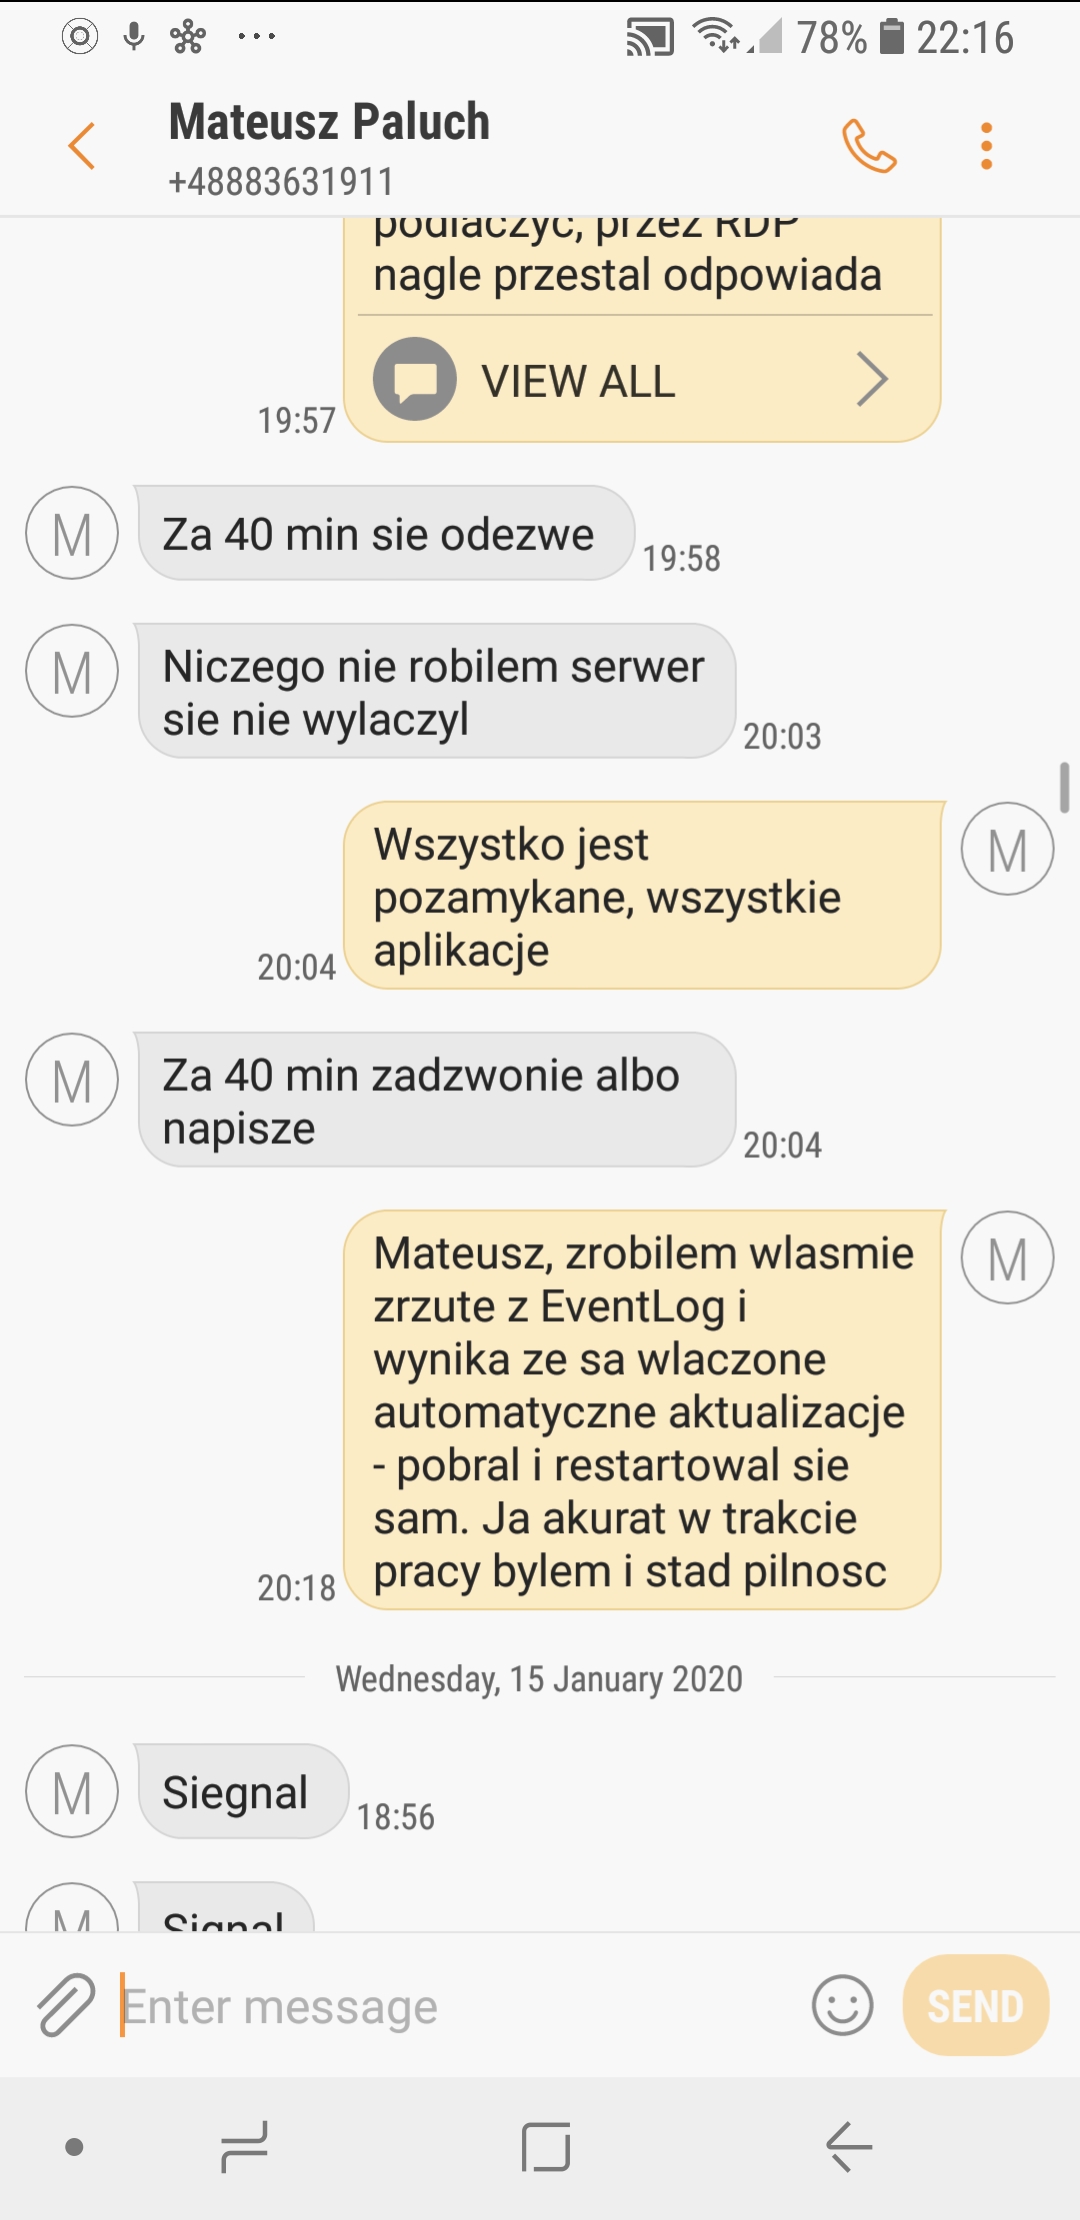 78% 22:16
Mateusz Paluch
+48883631911
podlaczyc, przez RDP
nagle przestal odpowiada
VIEW ALL
19:57
M
Za 40 min sie odezwe
19:58
M
Niczego nie robilem serwer
sie nie wylaczyl
20:03
Wszystko jest
pozamykane, wszystkie
aplikacje
M
20:04
M
Za 40 min zadzwonie albo
napisze
20:04
Mateusz, zrobilem wlasmie
zrzute z EventLog i
wynika ze sa wlaczone
automatyczne aktualizacje
- pobral i restartowal sie
sam. Ja akurat w trakcie
pracy bylem i stad pilnosc
M
20:18
Wednesday, 15 January 2020
M
Siegnal
18:56
M
Signal
Enter message
SEND